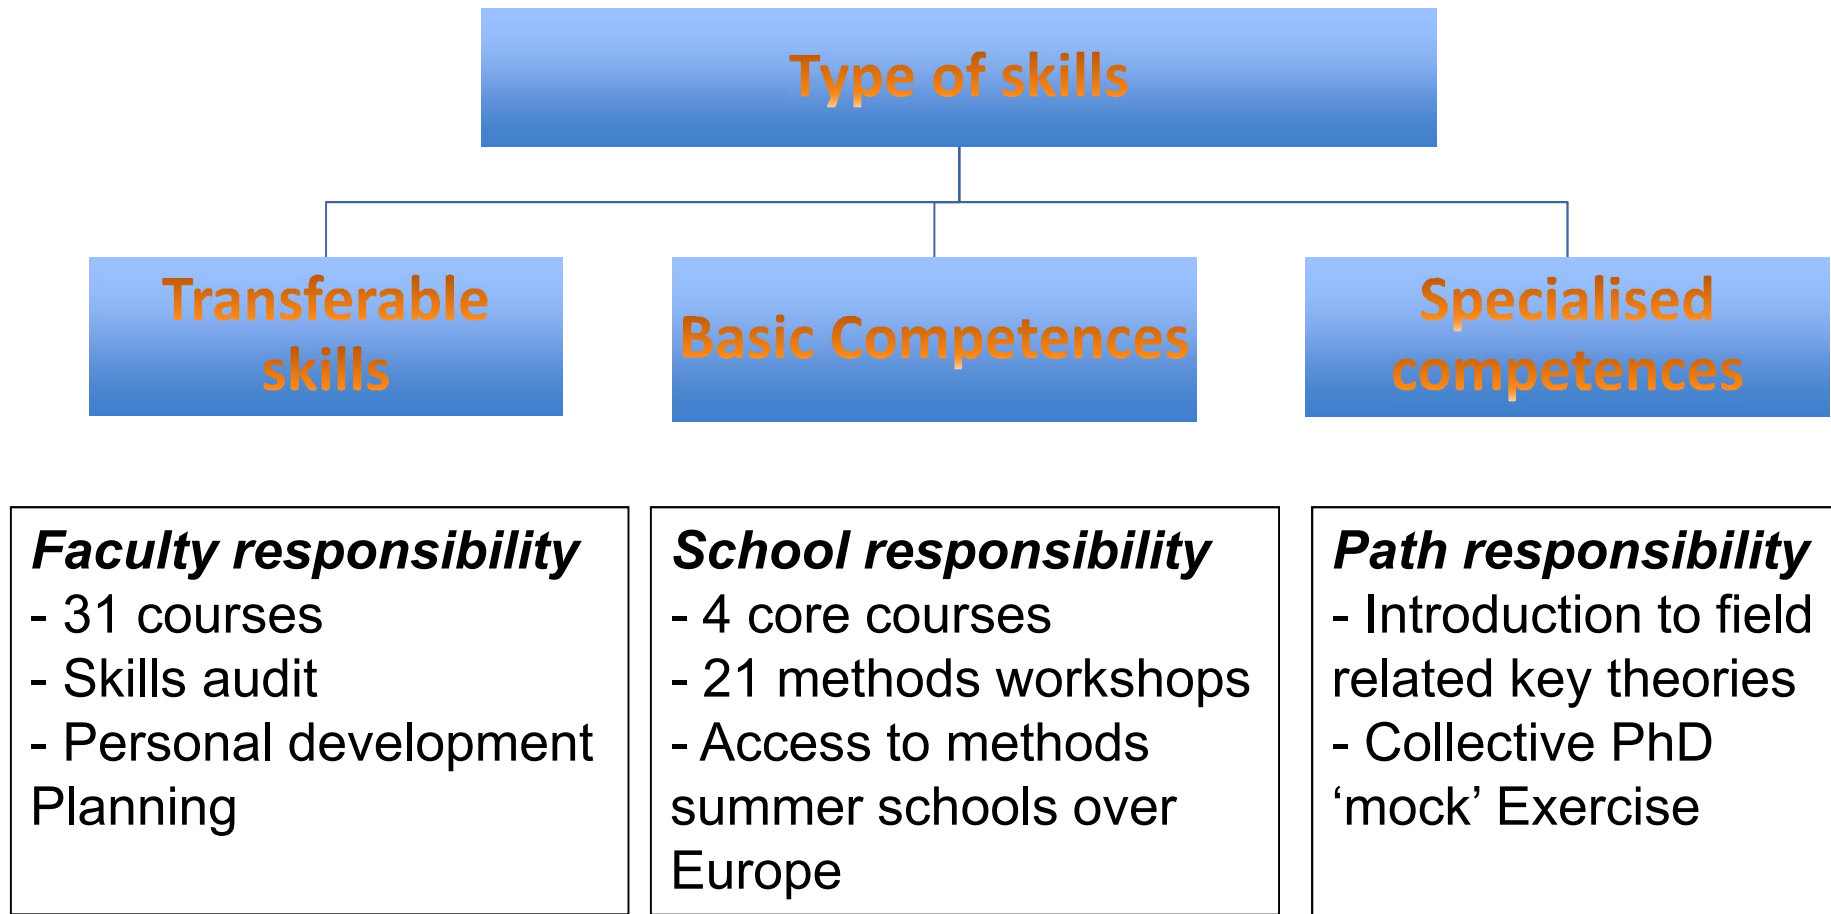 Type of skills
Transferable
skills
Basic Competences
Specialised
competences
Faculty responsibility
- 31 courses
- Skills audit
- Personal development
Planning
School responsibility
- 4 core courses
- 21 methods workshops
- Access to methods
summer schools over
Europe
Path responsibility
- Introduction to field
related key theories
- Collective PhD
‘mock’ Exercise